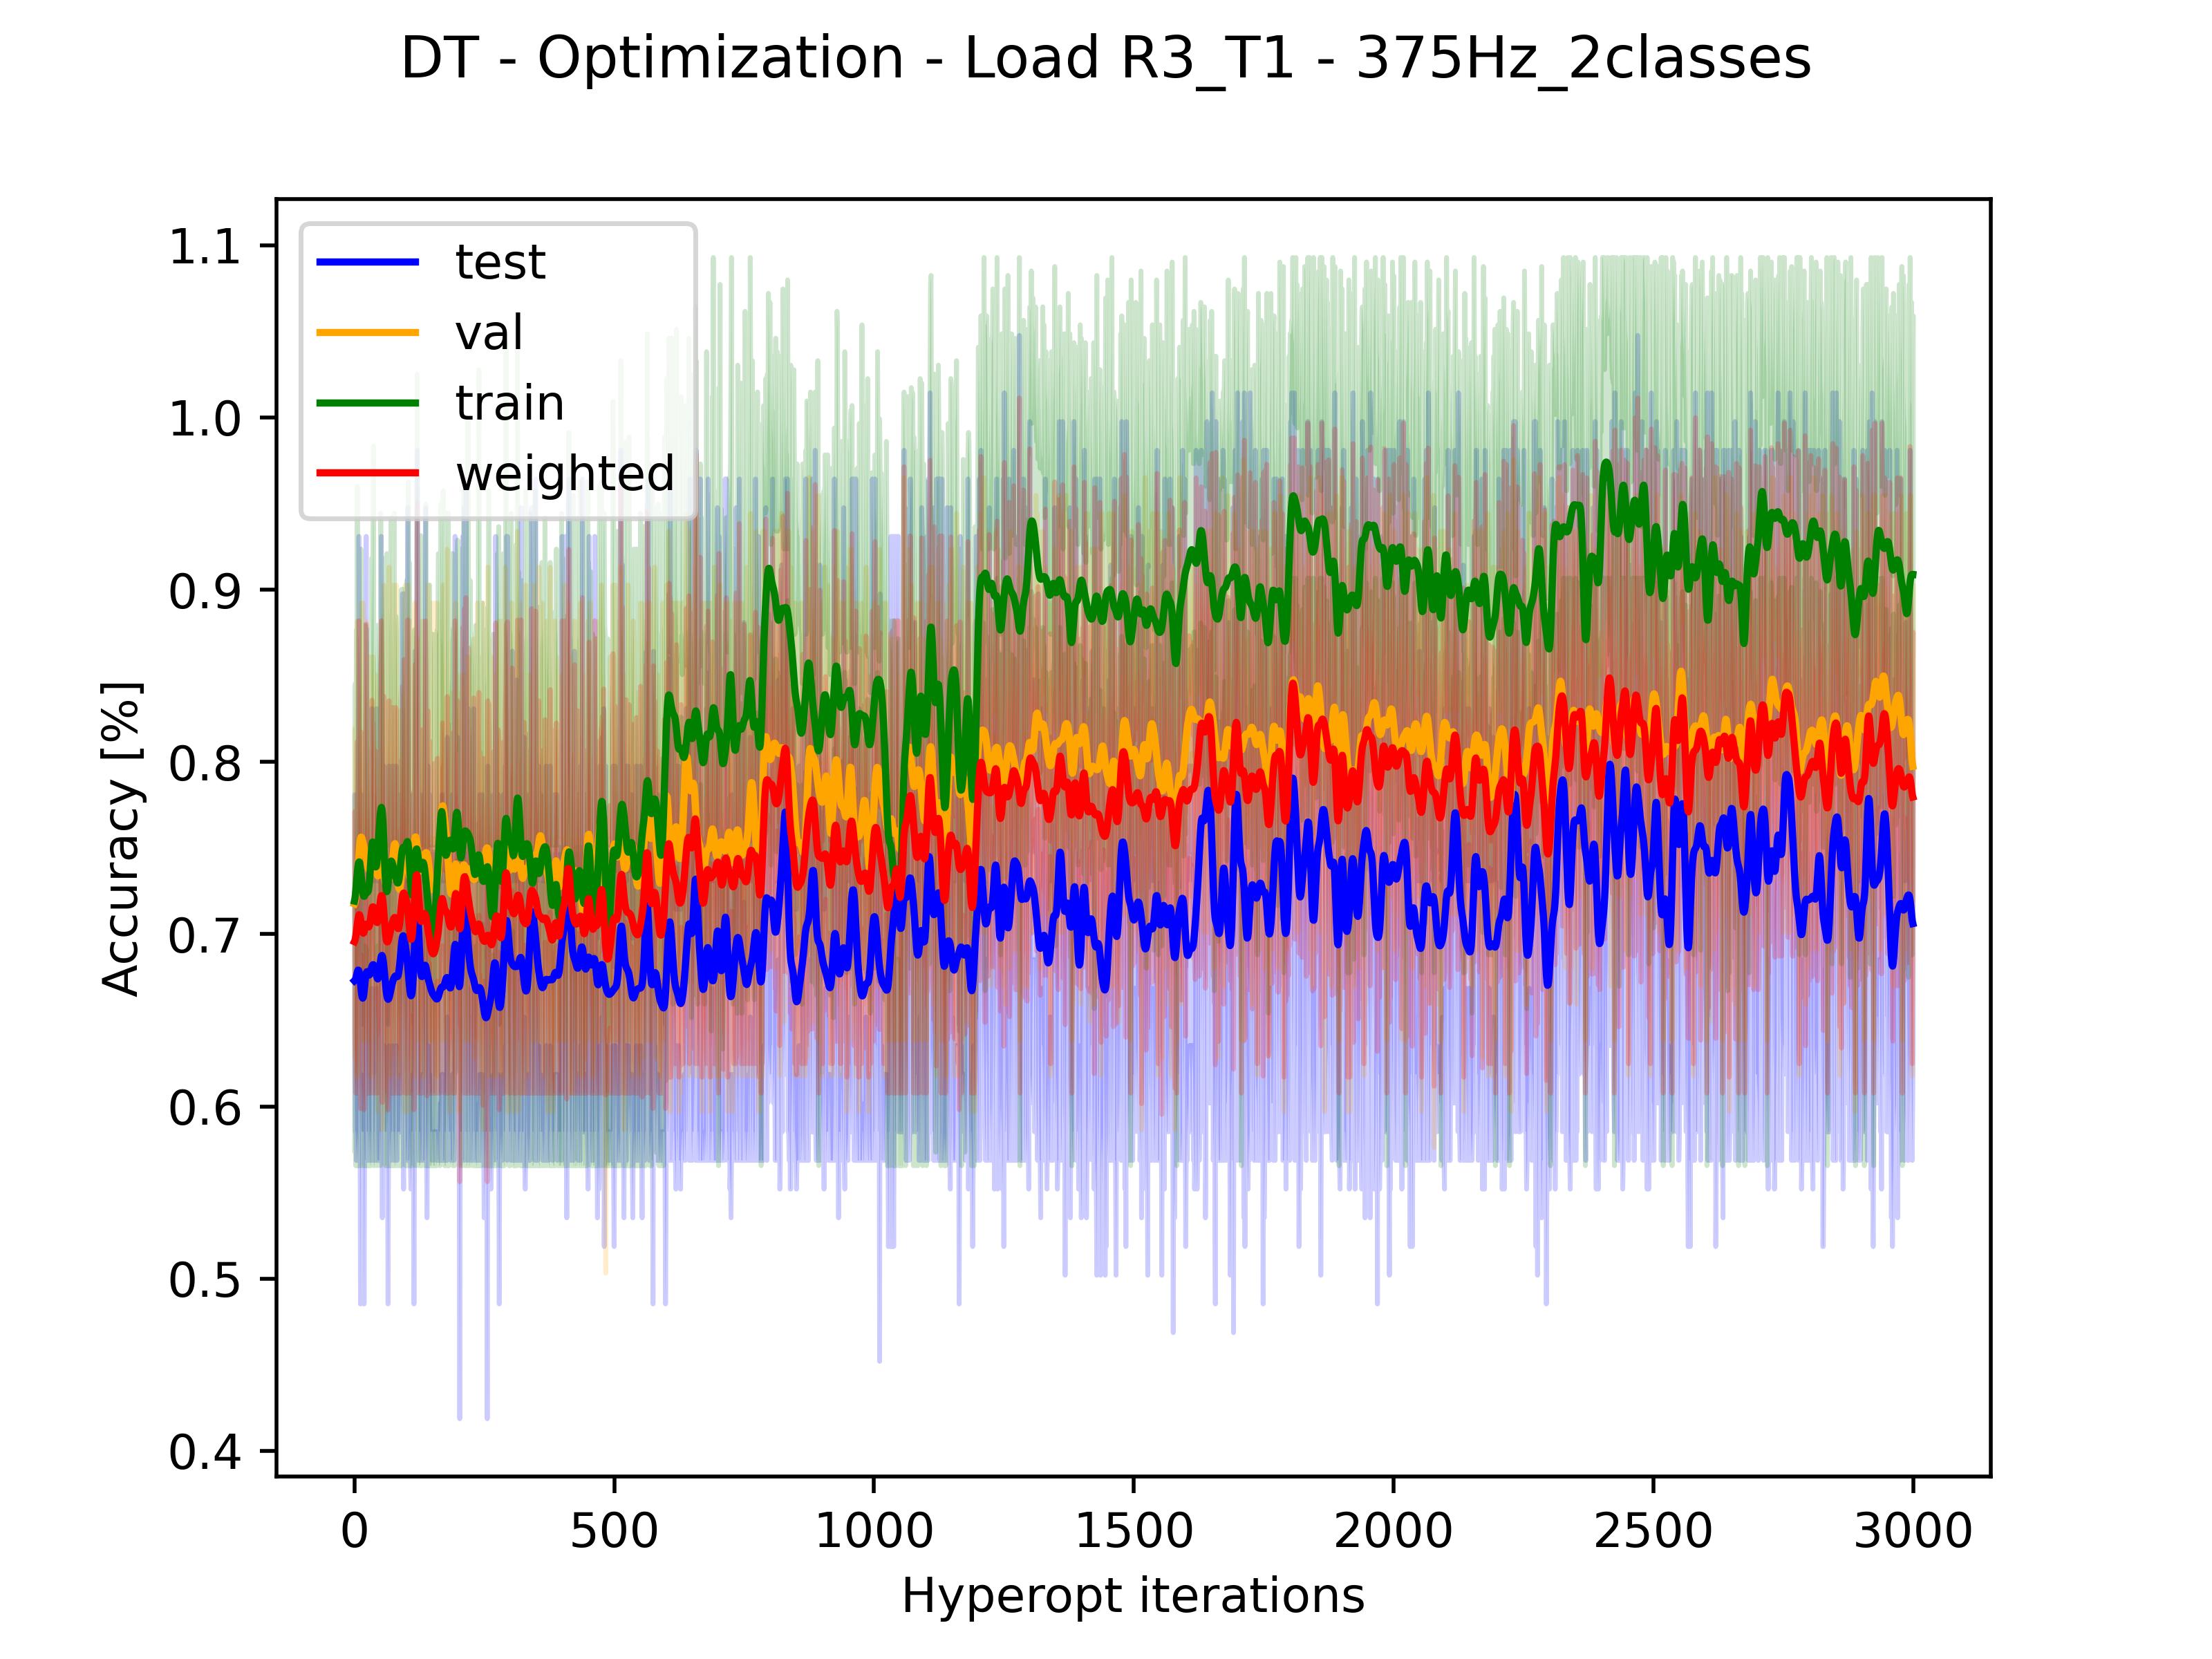 DT - Optimization - Load R3_T1 - 375Hz_2classes
test
val
train
weighted
Accuracy [%]
1.1
1.0
0.9
0.8
0.7
0.6
0.5
0.4
0
500
1000
1500
2000
2500
3000
Hyperopt iterations